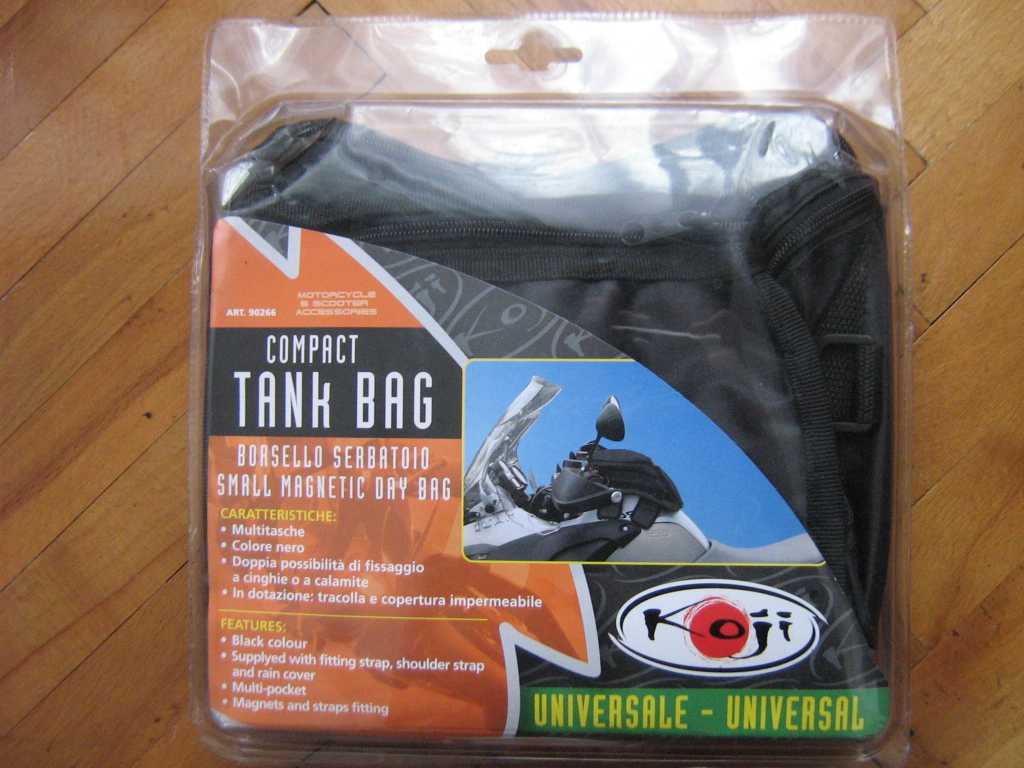 ART. 90266
MOTORCYCLE
& SCOOTER
ACCESSORIES
COMPACT
TANK BAG
BORSELLO SERBATOIO
SMALL MAGNETIC DAY BAG
CARATTERISTICHE:
• Multitasche
• Colore nero
• Doppia possibilità di fissaggio
a cinghie o a calamite
• In dotazione: tracolla e copertura impermeabile
FEATURES:
• Black colour
• Supplyed with fitting strap, shoulder strap
and rain cover
• Multi-pocket
• Magnets and straps fitting
Koji
UNIVERSALE - UNIVERSAL